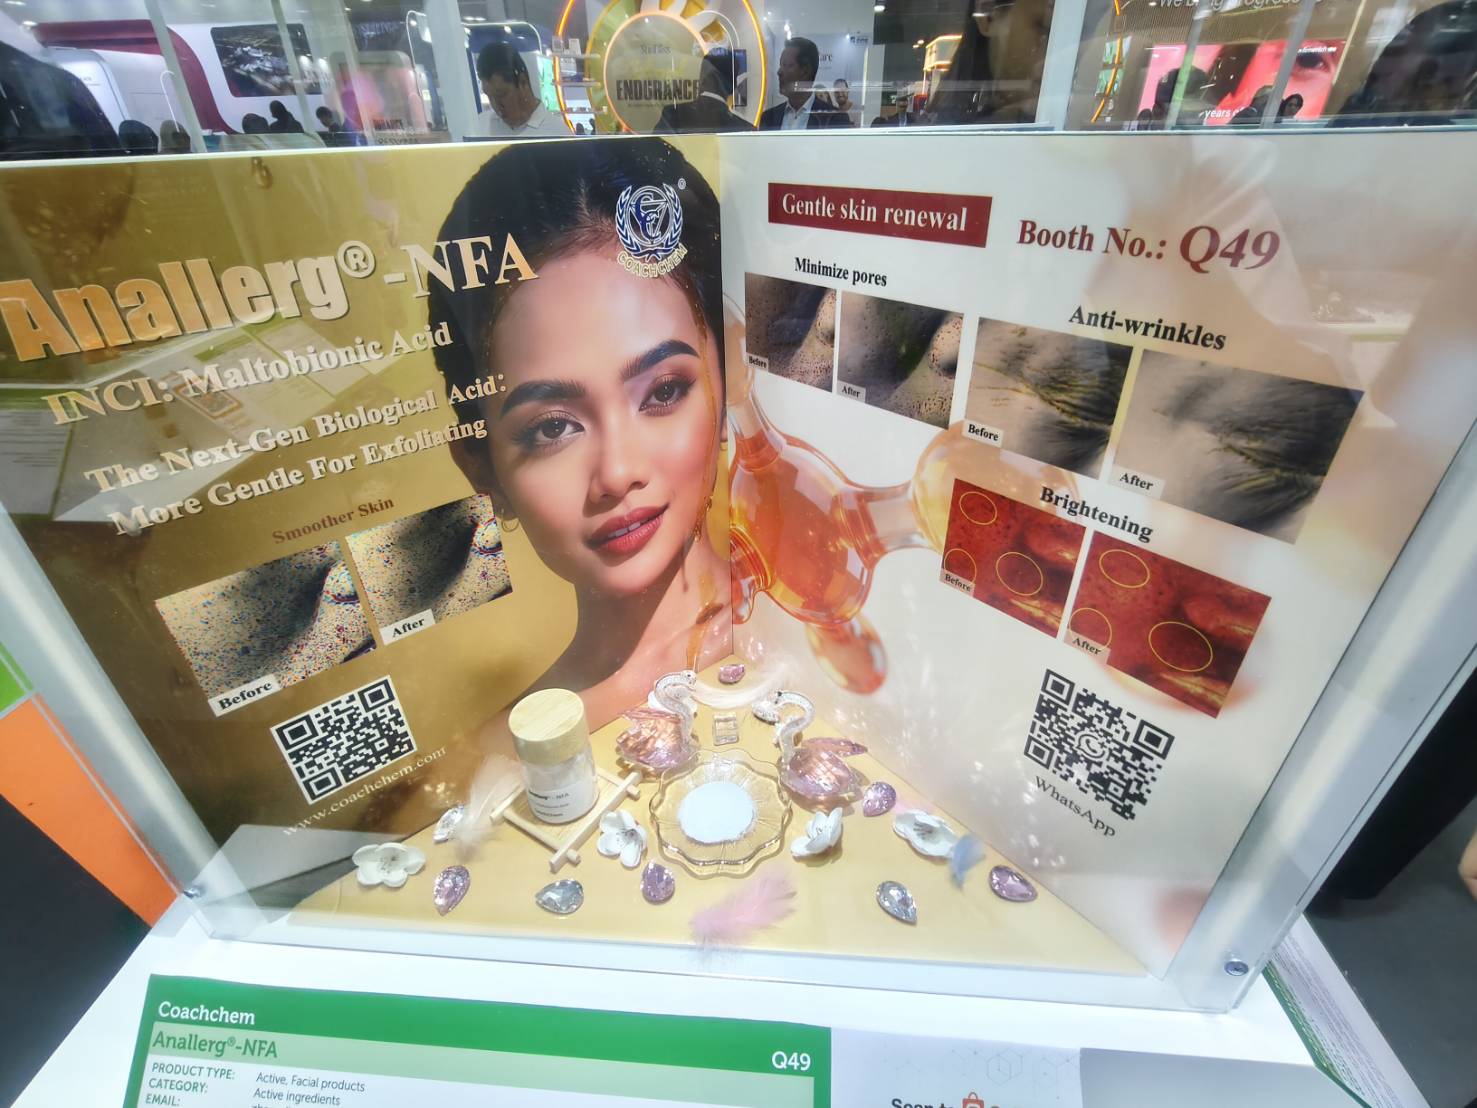 ENDURANCE
Anallerg®-NFA
INCI: Maltobionic Acid
The Next-Gen Biological Acid:
More Gentle For Exfoliating
Smoother Skin
Before
After
www.coachchem.com
COACHCHEM
®
Gentle skin renewal
Booth No.: Q49
Minimize pores
Before
After
Anti-wrinkles
Before
After
Brightening
Before
After
WhatsApp
Coachchem
Anallerg®-NFA
Q49
PRODUCT TYPE: Active, Facial products
CATEGORY: Active ingredients
EMAIL: